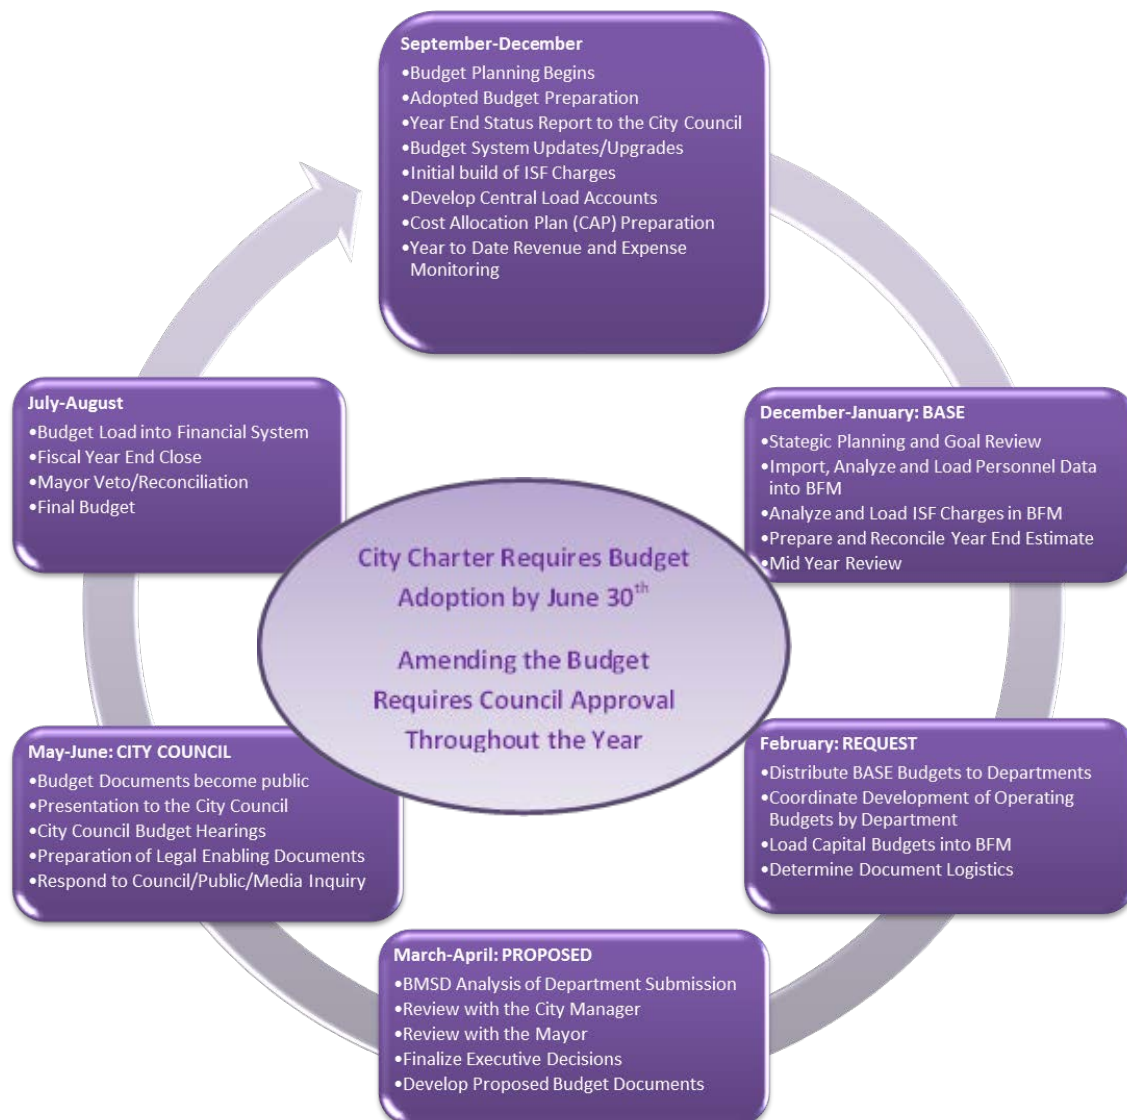 September-December
•Budget Planning Begins
•Adopted Budget Preparation
•Year End Status Report to the City Council
•Budget System Updates/Upgrades
•Initial build of ISF Charges
•Develop Central Load Accounts
•Cost Allocation Plan (CAP) Preparation
•Year to Date Revenue and Expense
Monitoring
December-January: BASE
•Stategic Planning and Goal Review
•Import, Analyze and Load Personnel Data
into BFM
•Analyze and Load ISF Charges in BFM
•Prepare and Reconcile Year End Estimate
•Mid Year Review
February: REQUEST
•Distribute BASE Budgets to Departments
•Coordinate Development of Operating
Budgets by Department
•Load Capital Budgets into BFM
•Determine Document Logistics
March-April: PROPOSED
•BMSD Analysis of Department Submission
•Review with the City Manager
•Review with the Mayor
•Finalize Executive Decisions
•Develop Proposed Budget Documents
May-June: CITY COUNCIL
•Budget Documents become public
•Presentation to the City Council
•City Council Budget Hearings
•Preparation of Legal Enabling Documents
•Respond to Council/Public/Media Inquiry
July-August
•Budget Load into Financial System
•Fiscal Year End Close
•Mayor Veto/Reconciliation
•Final Budget
City Charter Requires Budget
Adoption by June 30th
Amending the Budget
Requires Council Approval
Throughout the Year